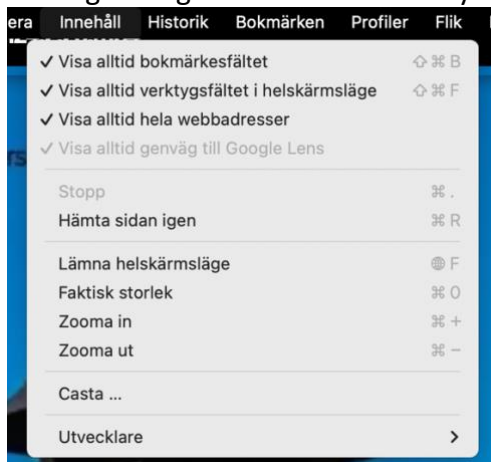 era Innehåll Historik Bokmärken Profiler Flik
✓ Visa alltid bokmärkesfältet ⇧ ⌘ B
✓ Visa alltid verktygsfältet i helskärmsläge ⇧ ⌘ F
✓ Visa alltid hela webbadresser
✓ Visa alltid genväg till Google Lens
Stopp ⌘ .
Hämta sidan igen ⌘ R
Lämna helskärmsläge 🌐 F
Faktisk storlek ⌘ 0
Zooma in ⌘ +
Zooma ut ⌘ −
Casta ...
Utvecklare >